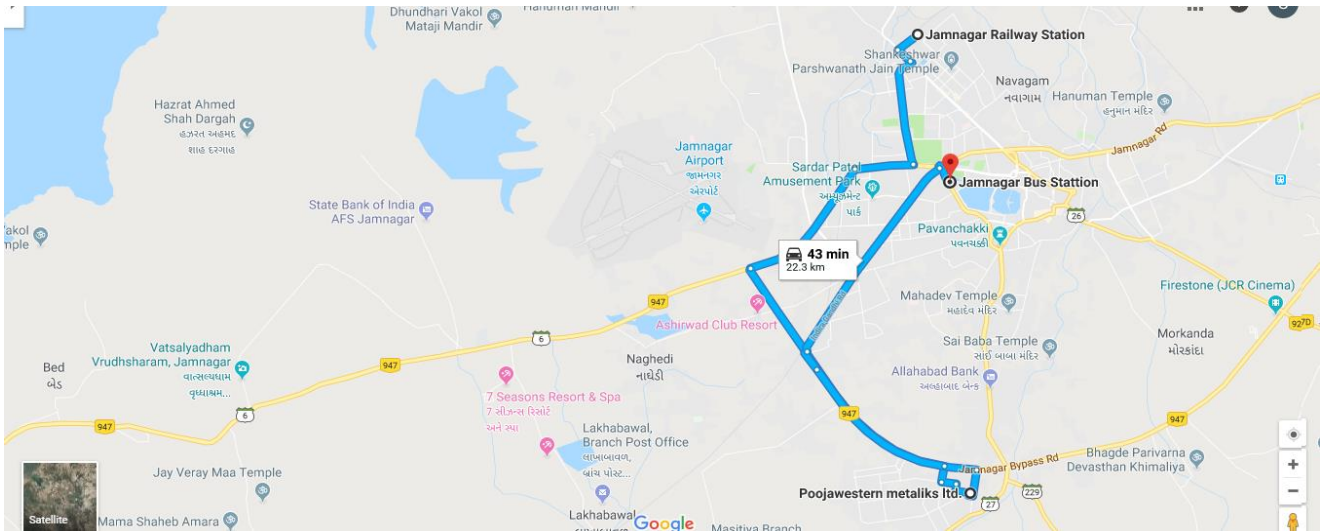 Dhundhari Vakol
Mataji Mandir
Hanuman Mandir
Jamnagar Railway Station
Shankeshwar
Parshwanath Jain Temple
Navagam
નવાગામ
Hanuman Temple
હનુમાન મંદિર
Hazrat Ahmed
Shah Dargah
હઝરત અહમદ
શાહ દરગાહ
Jamnagar Rd
Jamnagar
Airport
જામનગર
એરપોર્ટ
Sardar Patel
Amusement Park
અમ્યુઝમેન્ટ
પાર્ક
Jamnagar Bus Stattion
State Bank of India
AFS Jamnagar
26
Pavanchakki
પવનચક્કી
43 min
22.3 km
Firestone (JCR Cinema)
947
Mahadev Temple
મહાદેવ મંદિર
Ashirwad Club Resort
927D
Morkanda
મોરકાંદા
6
Sai Baba Temple
સાઈ બાબા મંદિર
Vatsalyadham
Vrudhsharam, Jamnagar
વાત્સલ્યધામ
વૃધ્ધાશ્રમ...
Naghedi
નાઘેડી
Bed
બેડ
947
Allahabad Bank
અલ્હાબાદ બેન્ક
7 Seasons Resort & Spa
7 સીઝન્સ રિસોર્ટ
અને સ્પા
6
947
947
947
Lakhabawal,
Branch Post Office
લાખાબાવળ,
બ્રાંચ પોસ્ટ...
Jamnagar Bypass Rd
Bhagde Parivarna
Devasthan Khimaliya
Jay Veray Maa Temple
Poojawestern metaliks ltd.
27
229
Satellite
Mama Shaheb Amara
Lakhabawal
Google
Masitiya Branch